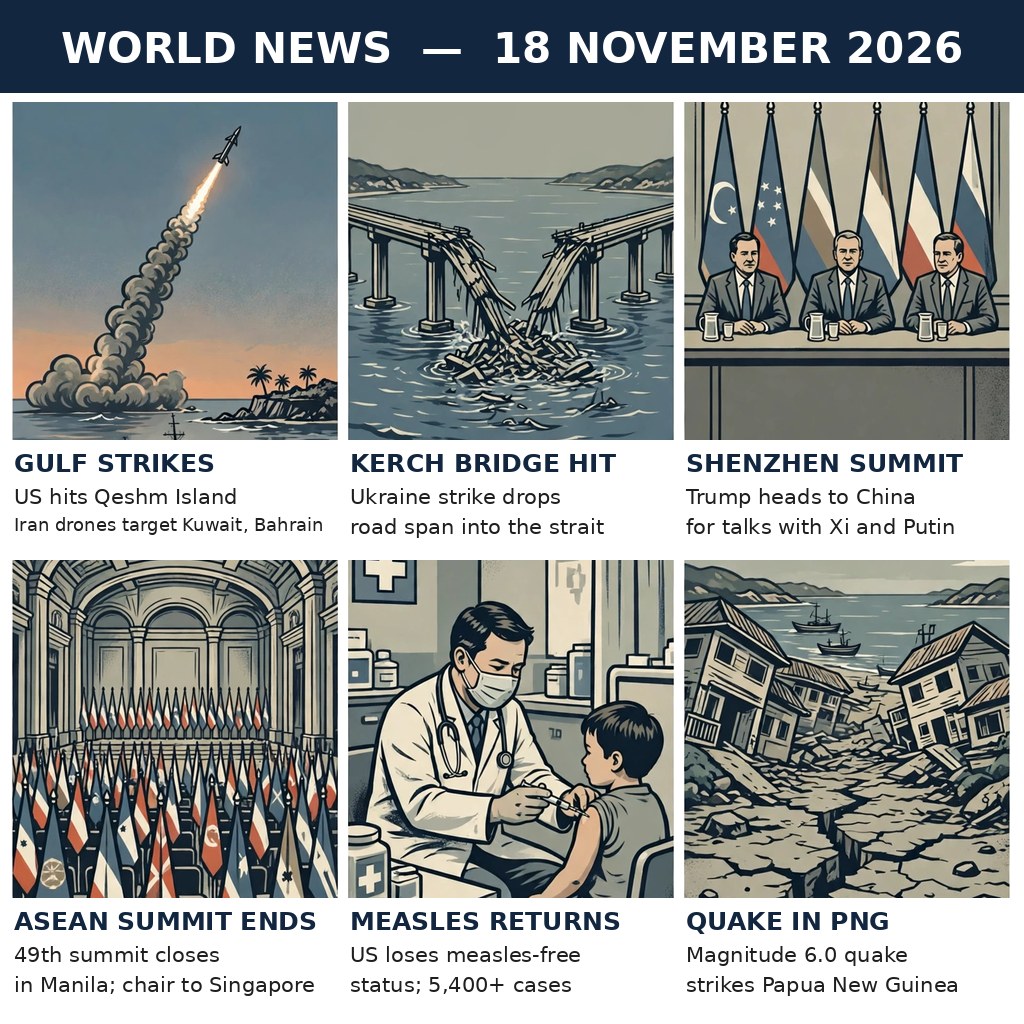 WORLD NEWS — 18 NOVEMBER 2026
GULF STRIKES
US hits Qeshm Island
Iran drones target Kuwait, Bahrain
KERCH BRIDGE HIT
Ukraine strike drops
road span into the strait
SHENZHEN SUMMIT
Trump heads to China
for talks with Xi and Putin
ASEAN SUMMIT ENDS
49th summit closes
in Manila; chair to Singapore
MEASLES RETURNS
US loses measles-free
status; 5,400+ cases
QUAKE IN PNG
Magnitude 6.0 quake
strikes Papua New Guinea